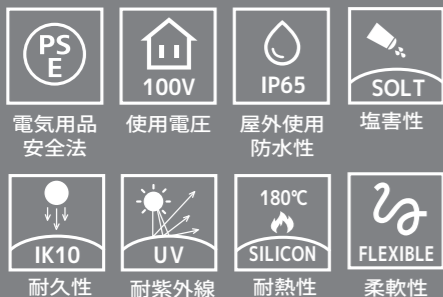 PS
E
100V
IP65
SOLT
電気用品
安全法
使用電圧
屋外使用
防水性
塩害性
IK10
UV
180℃
SILICON
FLEXIBLE
耐久性
耐紫外線
耐熱性
柔軟性